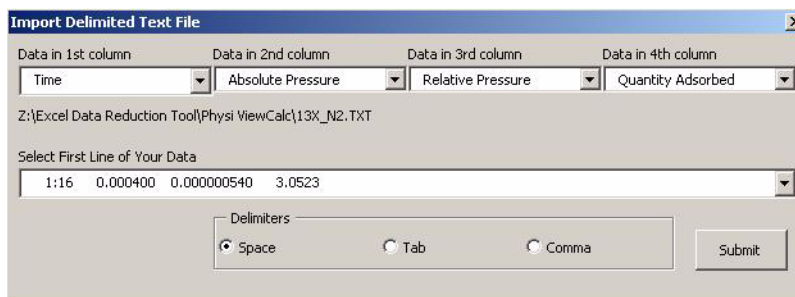 Import Delimited Text File
Data in 1st column Data in 2nd column Data in 3rd column Data in 4th column
Time Absolute Pressure Relative Pressure Quantity Adsorbed
Z:\Excel Data Reduction Tool\Physi ViewCalc\13X_N2.TXT
Select First Line of Your Data
1:16 0.000400 0.000000540 3.0523
Delimiters
Space Tab Comma Submit